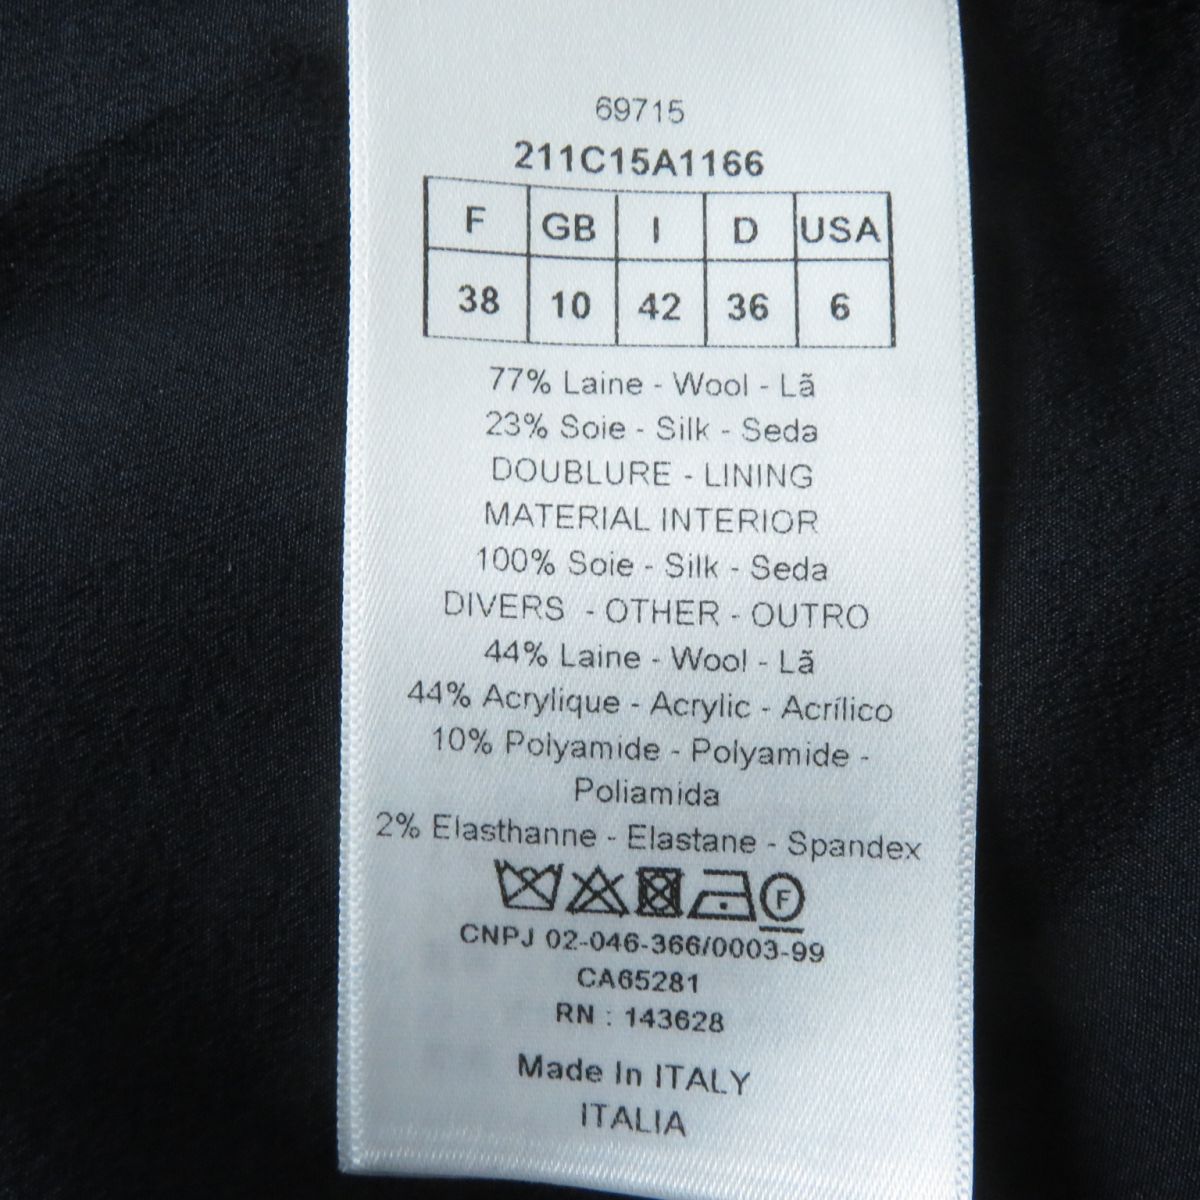 69715
211C15A1166
F GB I D USA
38 10 42 36 6
77% Laine - Wool - Lã
23% Soie - Silk - Seda
DOUBLURE - LINING
MATERIAL INTERIOR
100% Soie - Silk - Seda
DIVERS - OTHER - OUTRO
44% Laine - Wool - Lã
44% Acrylique - Acrylic - Acrílico
10% Polyamide - Polyamide -
Poliamida
2% Elasthanne - Elastane - Spandex
F
CNPJ 02-046-366/0003-99
CA65281
RN : 143628
Made In ITALY
ITALIA